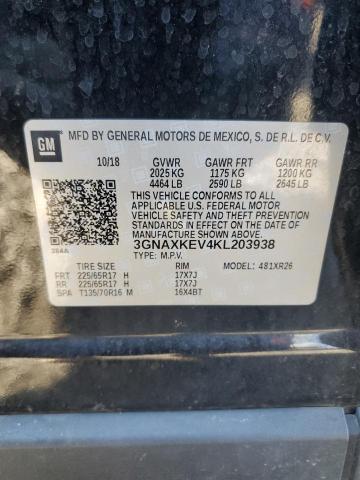 GM
MFD BY GENERAL MOTORS DE MEXICO, S. DE R.L. DE C.V.
10/18 GVWR GAWR FRT GAWR RR
2025 KG 1175 KG 1200 KG
4464 LB 2590 LB 2645 LB
THIS VEHICLE CONFORMS TO ALL
APPLICABLE U.S. FEDERAL MOTOR
VEHICLE SAFETY AND THEFT PREVENTION
STANDARDS IN EFFECT ON THE DATE
OF MANUFACTURE SHOWN ABOVE.
3GNAXKEV4KL203938
TYPE: M.P.V. MODEL: 481XR26
TIRE SIZE RIM
FRT 225/65R17 H 17X7J
RR 225/65R17 H 17X7J
SPA T135/70R16 M 16X4BT